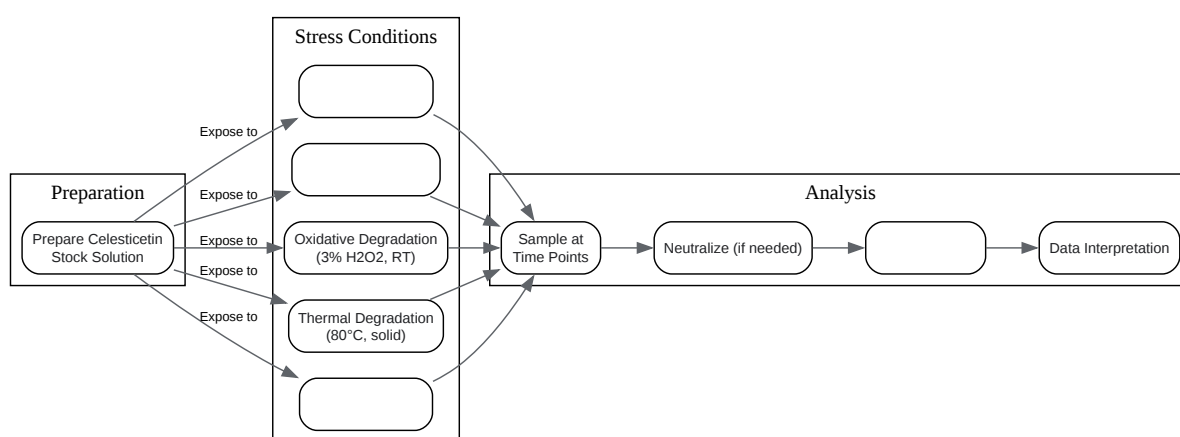 Stress Conditions
Expose to
Preparation
Expose to
Analysis
Prepare Celesticetin
Stock Solution
Expose to
Oxidative Degradation
(3% H2O2, RT)
Sample at
Time Points
Neutralize (if needed)
Data Interpretation
Expose to
Thermal Degradation
(80°C, solid)
Expose to